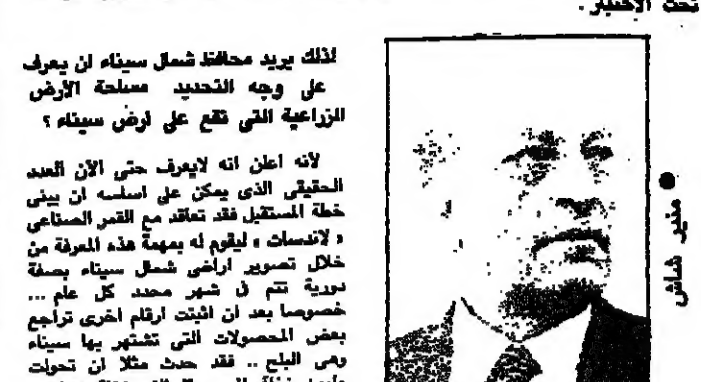 تحت الاختبار .
لذلك يريد محافظ شمال سيناء ان يعرف
على وجه التحديد مساحة الأرض
الزراعية التى تقع على ارض سيناء ؟
لأنه اعلن انه لايعرف حتى الآن العدد
الحقيقى الذى يمكن على اساسه ان يبنى
خطة المستقبل فقد تعاقد مع القمر الصناعى
« لاندسات » ليقوم له بمهمة هذه المعرفة من
خلال تصوير اراضى شمال سيناء بصفة
دورية تتم فى شهر محدد كل عام ...
خصوصا بعد ان اثبتت ارقام اخرى تراجع
بعض المحصولات التى تشتهر بها سيناء
وهى البلح .. فقد حدث مثلا ان تحولت
● منير شاش